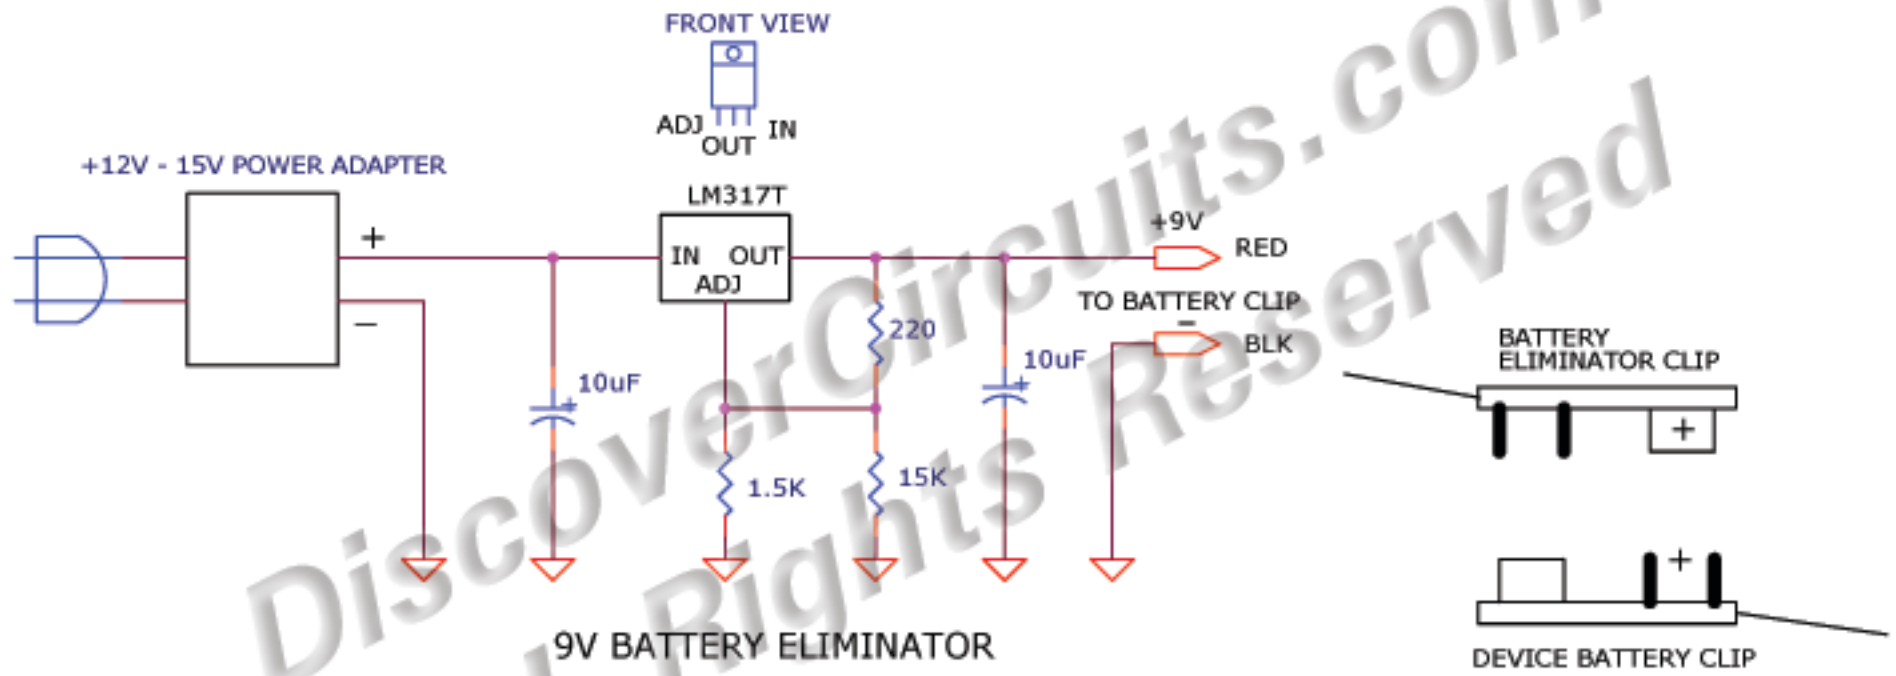 FRONT VIEW
ADJ
OUT
IN
+12V - 15V POWER ADAPTER
LM317T
+
IN OUT
ADJ
+9V
RED
TO BATTERY CLIP
−
−
BLK
220
10uF
+
10uF
+
1.5K
15K
BATTERY
ELIMINATOR CLIP
+
+
DEVICE BATTERY CLIP
9V BATTERY ELIMINATOR
DiscoverCircuits.com
Rights Reserved